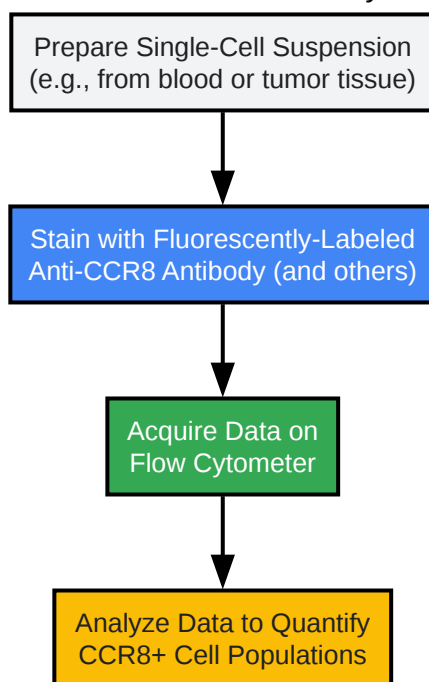 Prepare Single-Cell Suspension
(e.g., from blood or tumor tissue)
Stain with Fluorescently-Labeled
Anti-CCR8 Antibody (and others)
Acquire Data on
Flow Cytometer
Analyze Data to Quantify
CCR8+ Cell Populations